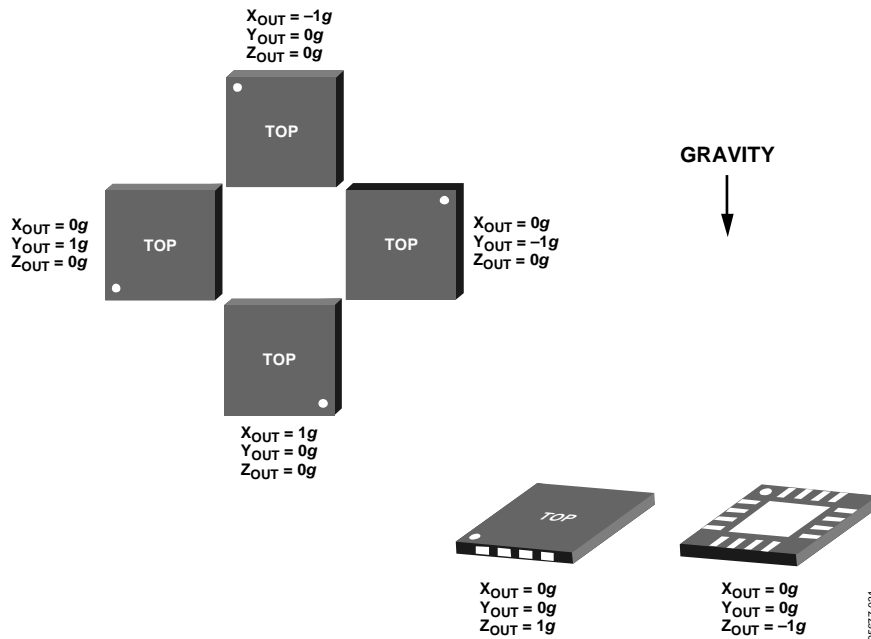 X_OUT = –1g
Y_OUT = 0g
Z_OUT = 0g
TOP
GRAVITY
X_OUT = 0g
Y_OUT = 1g
Z_OUT = 0g
TOP
TOP
X_OUT = 0g
Y_OUT = –1g
Z_OUT = 0g
TOP
X_OUT = 1g
Y_OUT = 0g
Z_OUT = 0g
TOP
X_OUT = 0g
Y_OUT = 0g
Z_OUT = 1g
X_OUT = 0g
Y_OUT = 0g
Z_OUT = –1g